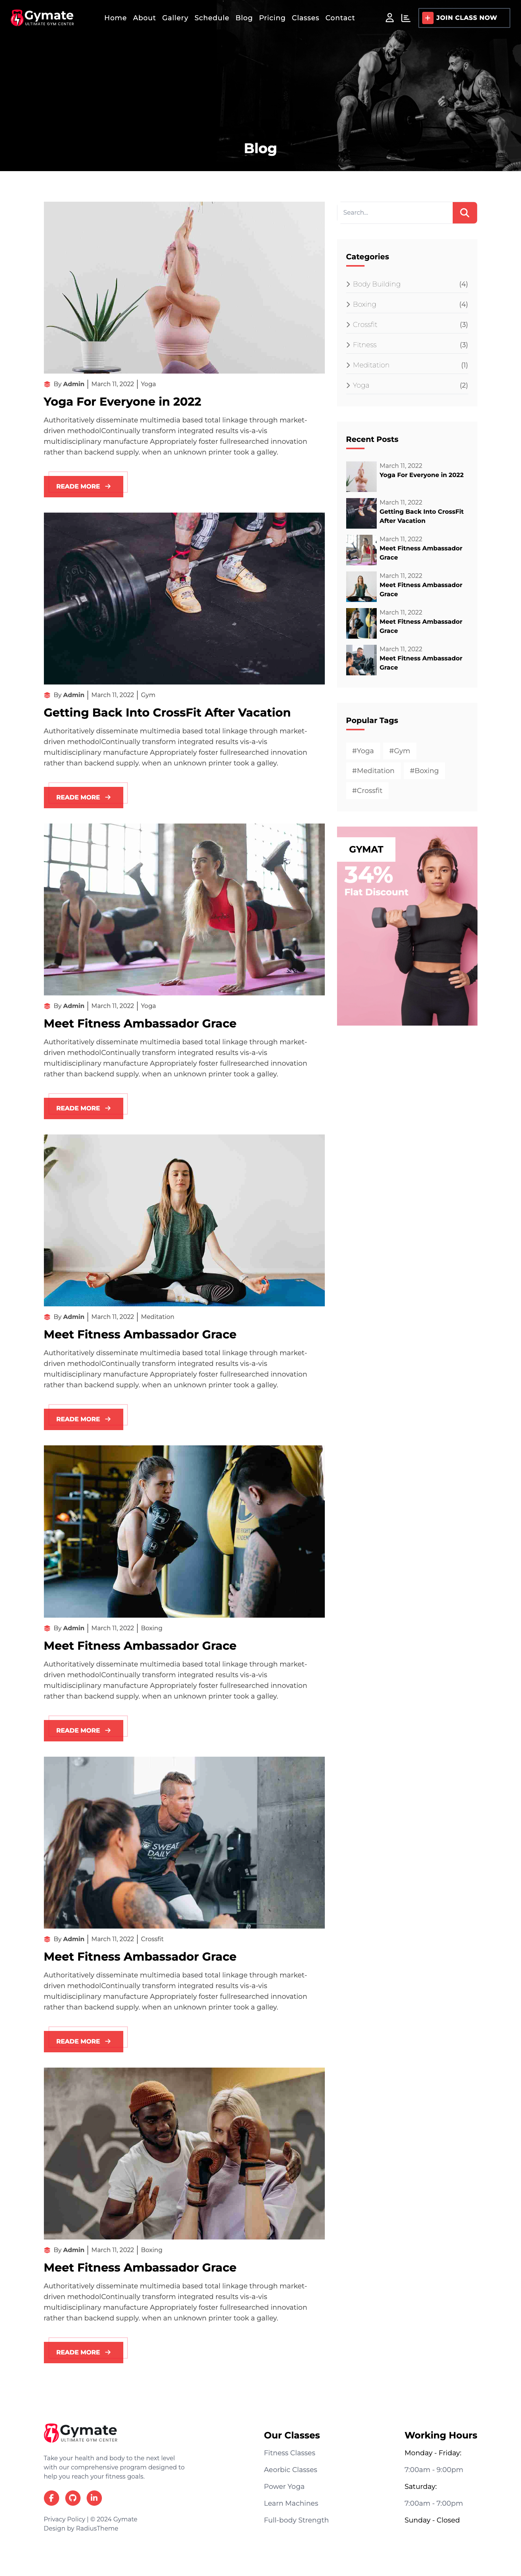 Gymate
ULTIMATE GYM CENTER
Home About Gallery Schedule Blog Pricing Classes Contact
JOIN CLASS NOW
Blog
By Admin March 11, 2022 Yoga
Yoga For Everyone in 2022
Authoritatively disseminate multimedia based total linkage through market-
driven methodolContinually transform integrated results vis-a-vis
multidisciplinary manufacture Appropriately foster fullresearched innovation
rather than backend supply. when an unknown printer took a galley.
READE MORE
By Admin March 11, 2022 Gym
Getting Back Into CrossFit After Vacation
Authoritatively disseminate multimedia based total linkage through market-
driven methodolContinually transform integrated results vis-a-vis
multidisciplinary manufacture Appropriately foster fullresearched innovation
rather than backend supply. when an unknown printer took a galley.
READE MORE
By Admin March 11, 2022 Yoga
Meet Fitness Ambassador Grace
Authoritatively disseminate multimedia based total linkage through market-
driven methodolContinually transform integrated results vis-a-vis
multidisciplinary manufacture Appropriately foster fullresearched innovation
rather than backend supply. when an unknown printer took a galley.
READE MORE
By Admin March 11, 2022 Meditation
Meet Fitness Ambassador Grace
Authoritatively disseminate multimedia based total linkage through market-
driven methodolContinually transform integrated results vis-a-vis
multidisciplinary manufacture Appropriately foster fullresearched innovation
rather than backend supply. when an unknown printer took a galley.
READE MORE
By Admin March 11, 2022 Boxing
Meet Fitness Ambassador Grace
Authoritatively disseminate multimedia based total linkage through market-
driven methodolContinually transform integrated results vis-a-vis
multidisciplinary manufacture Appropriately foster fullresearched innovation
rather than backend supply. when an unknown printer took a galley.
READE MORE
SWEAT
DAILY
By Admin March 11, 2022 Crossfit
Meet Fitness Ambassador Grace
Authoritatively disseminate multimedia based total linkage through market-
driven methodolContinually transform integrated results vis-a-vis
multidisciplinary manufacture Appropriately foster fullresearched innovation
rather than backend supply. when an unknown printer took a galley.
READE MORE
By Admin March 11, 2022 Boxing
Meet Fitness Ambassador Grace
Authoritatively disseminate multimedia based total linkage through market-
driven methodolContinually transform integrated results vis-a-vis
multidisciplinary manufacture Appropriately foster fullresearched innovation
rather than backend supply. when an unknown printer took a galley.
READE MORE
Search...
Categories
Body Building (4)
Boxing (4)
Crossfit (3)
Fitness (3)
Meditation (1)
Yoga (2)
Recent Posts
March 11, 2022
Yoga For Everyone in 2022
March 11, 2022
Getting Back Into CrossFit
After Vacation
March 11, 2022
Meet Fitness Ambassador
Grace
March 11, 2022
Meet Fitness Ambassador
Grace
March 11, 2022
Meet Fitness Ambassador
Grace
March 11, 2022
Meet Fitness Ambassador
Grace
Popular Tags
#Yoga #Gym
#Meditation #Boxing
#Crossfit
GYMAT
34%
Flat Discount
Gymate
ULTIMATE GYM CENTER
Take your health and body to the next level
with our comprehensive program designed to
help you reach your fitness goals.
Privacy Policy | © 2024 Gymate
Design by RadiusTheme
Our Classes
Fitness Classes
Aeorbic Classes
Power Yoga
Learn Machines
Full-body Strength
Working Hours
Monday - Friday:
7:00am - 9:00pm
Saturday:
7:00am - 7:00pm
Sunday - Closed